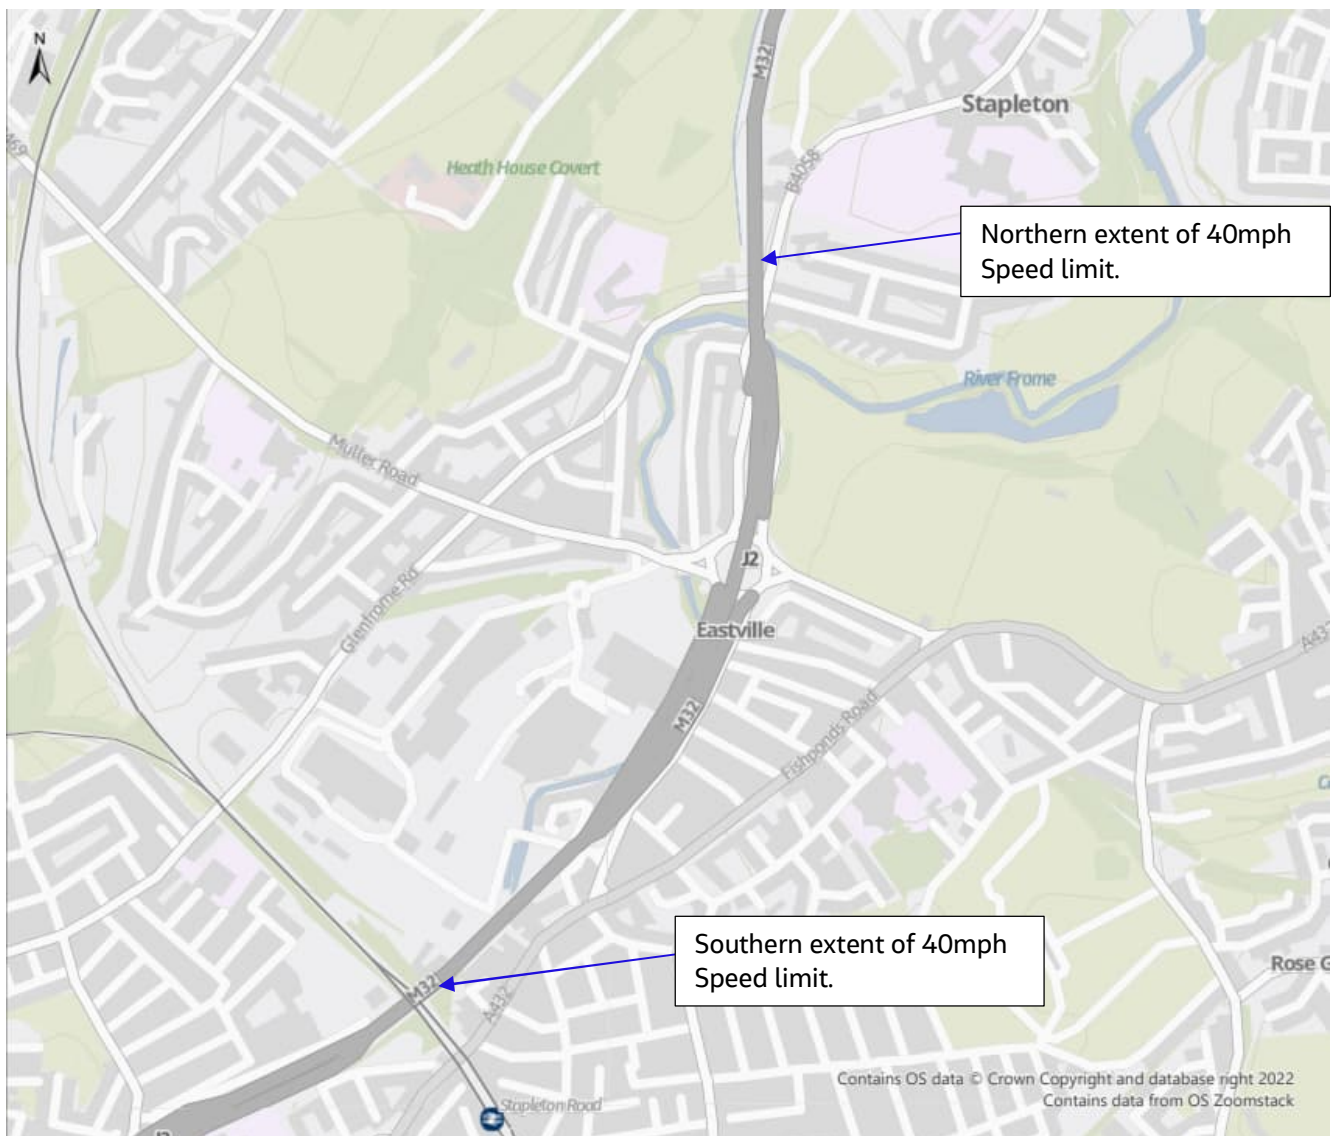 N
M32
Stapleton
B4058
469
Heath House Covert
Northern extent of 40mph
Speed limit.
River Frome
Muller Road
J2
Glenfrome Rd
Eastville
A432
M32
Fishponds Road
Southern extent of 40mph
Speed limit.
Rose G
M32
A432
Contains OS data © Crown Copyright and database right 2022
Contains data from OS Zoomstack
Stapleton Road